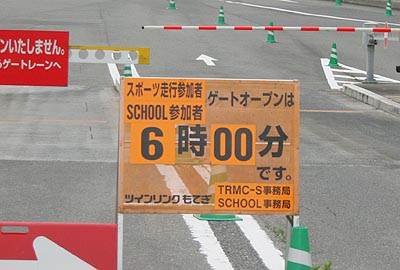 ンいたしません。
ゲートレーンへ
スポーツ走行参加者
SCHOOL参加者
ゲートオープンは
6時00分
です。
ツインリンクもてぎ
TRMC-S事務局
SCHOOL事務局